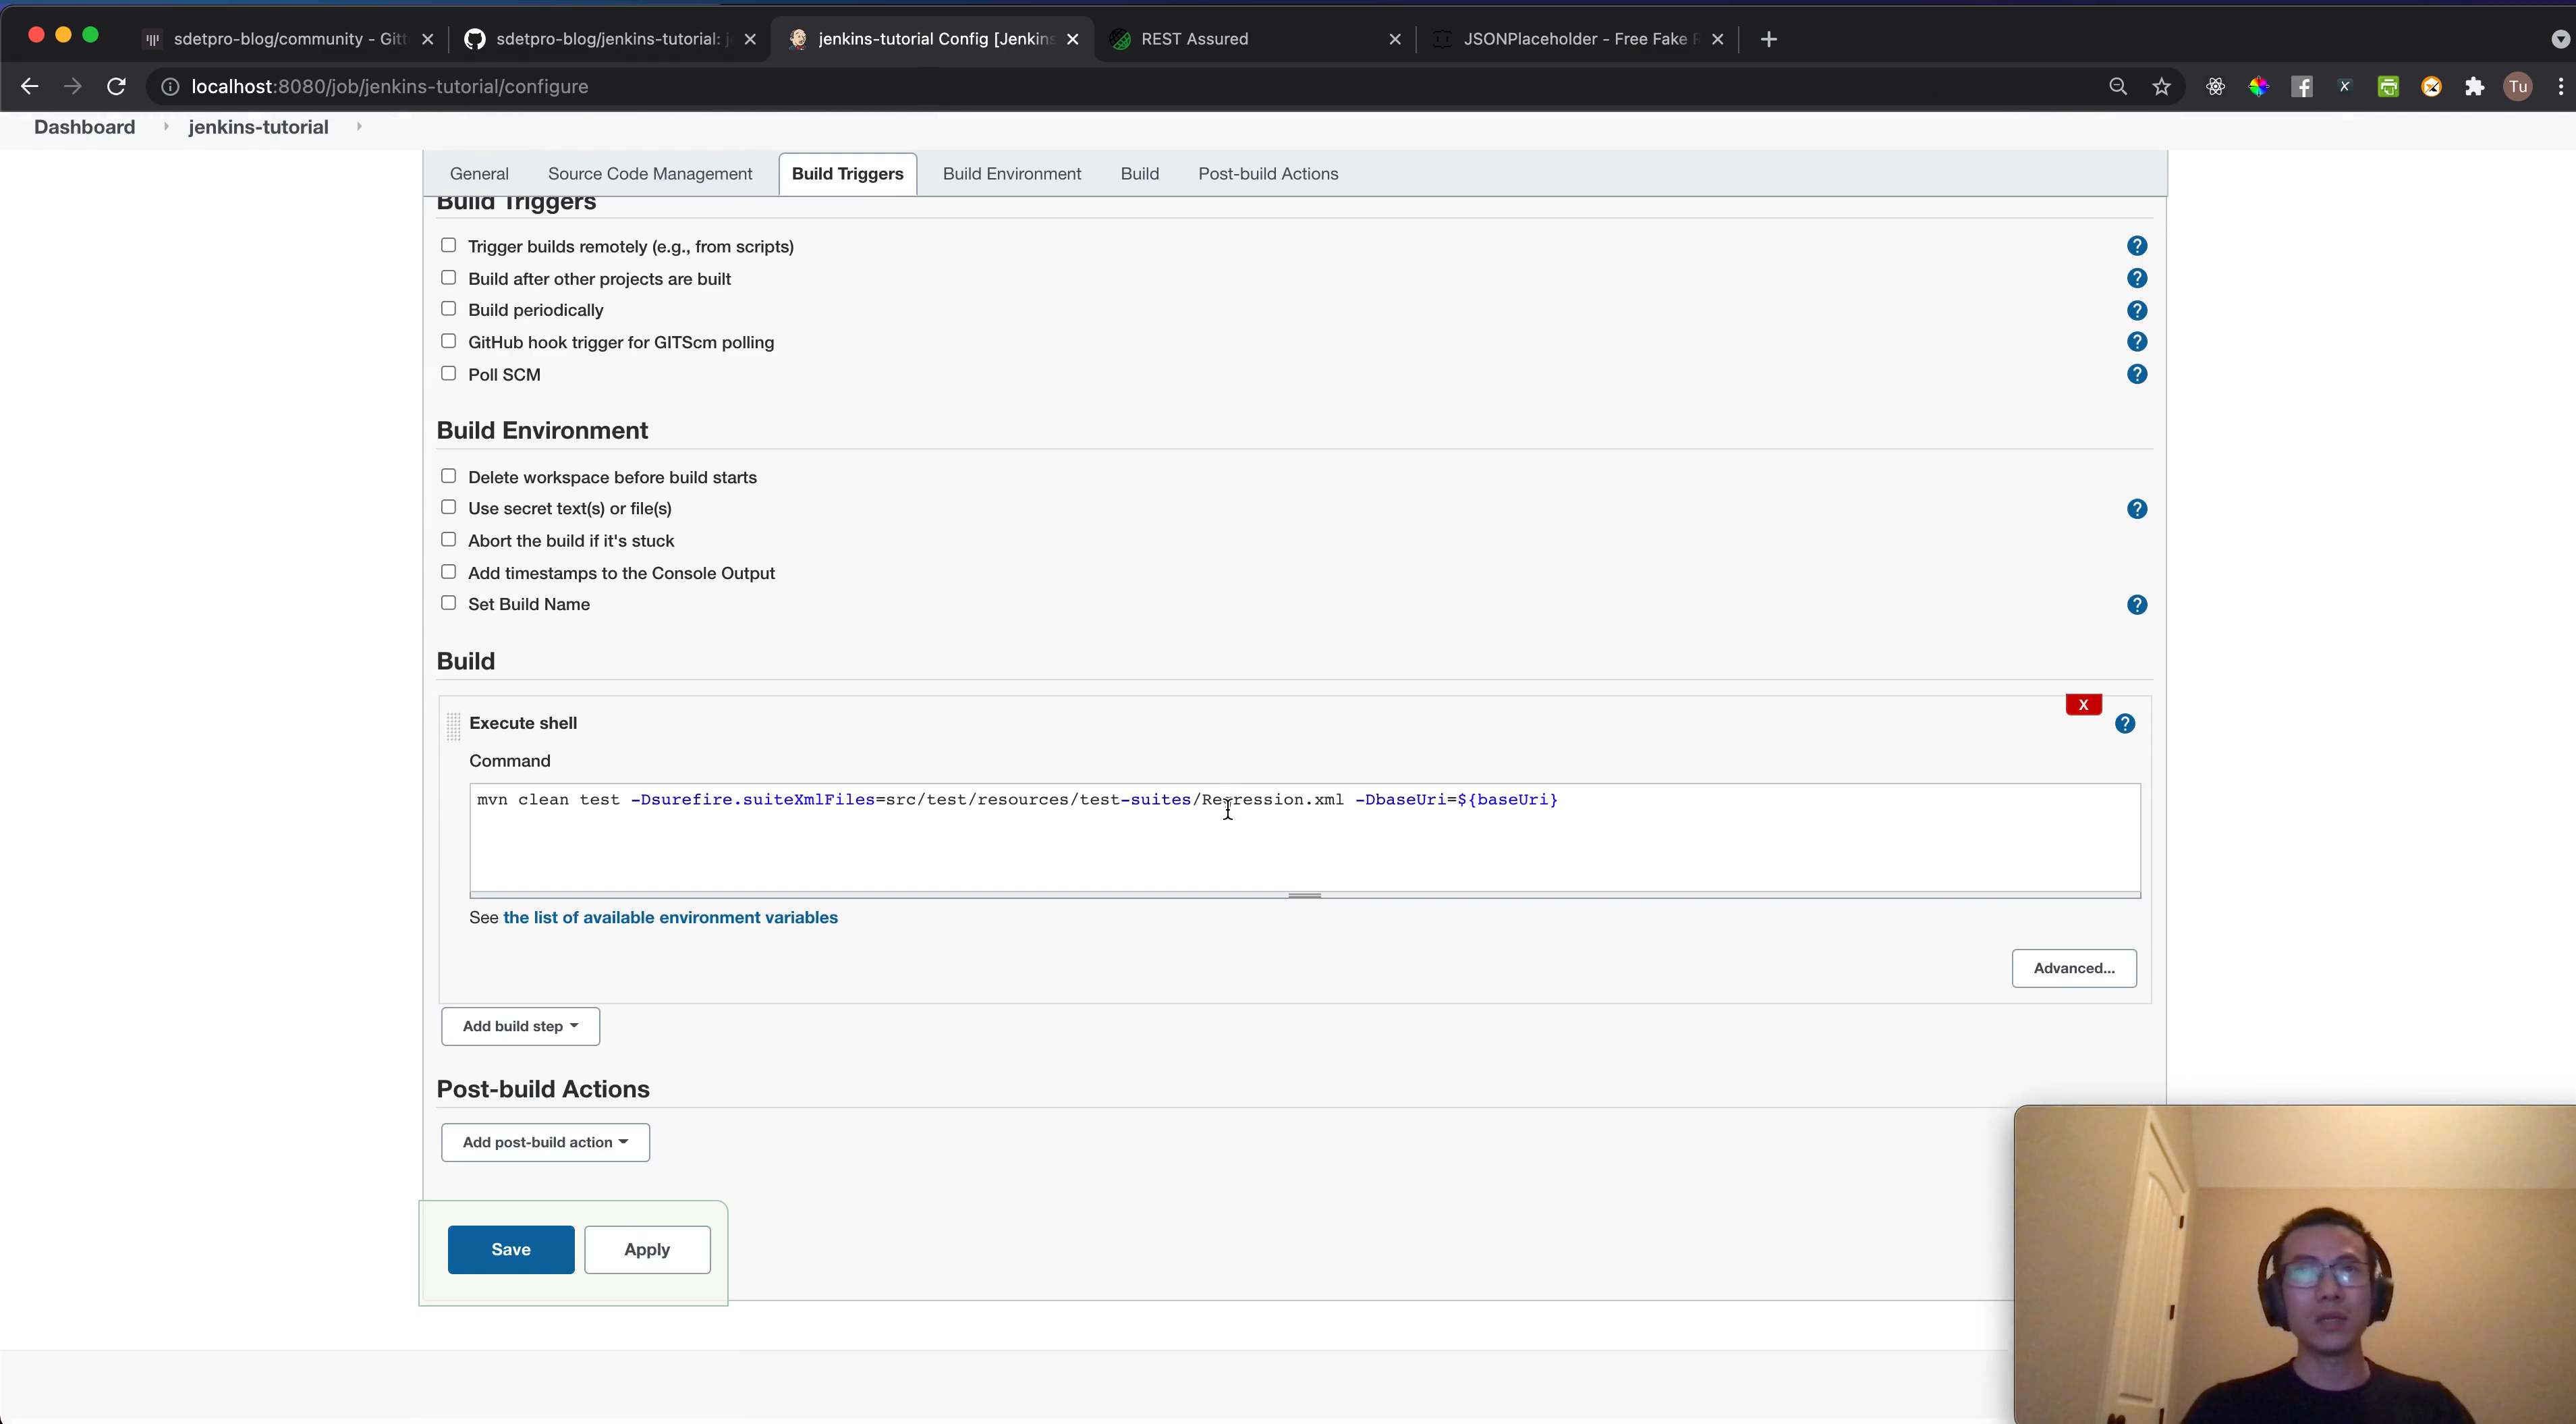 sdetpro-blog/community - Gitt
sdetpro-blog/jenkins-tutorial: j
jenkins-tutorial Config [Jenkins
REST Assured
JSONPlaceholder - Free Fake R
localhost:8080/job/jenkins-tutorial/configure
Tu
Dashboard
jenkins-tutorial
General
Source Code Management
Build Triggers
Build Environment
Build
Post-build Actions
Build Triggers
Trigger builds remotely (e.g., from scripts)
Build after other projects are built
Build periodically
GitHub hook trigger for GITScm polling
Poll SCM
Build Environment
Delete workspace before build starts
Use secret text(s) or file(s)
Abort the build if it's stuck
Add timestamps to the Console Output
Set Build Name
Build
X
Execute shell
Command
mvn clean test -Dsurefire.suiteXmlFiles=src/test/resources/test-suites/Regression.xml -DbaseUri=${baseUri}
See the list of available environment variables
Advanced...
Add build step
Post-build Actions
Add post-build action
Save
Apply